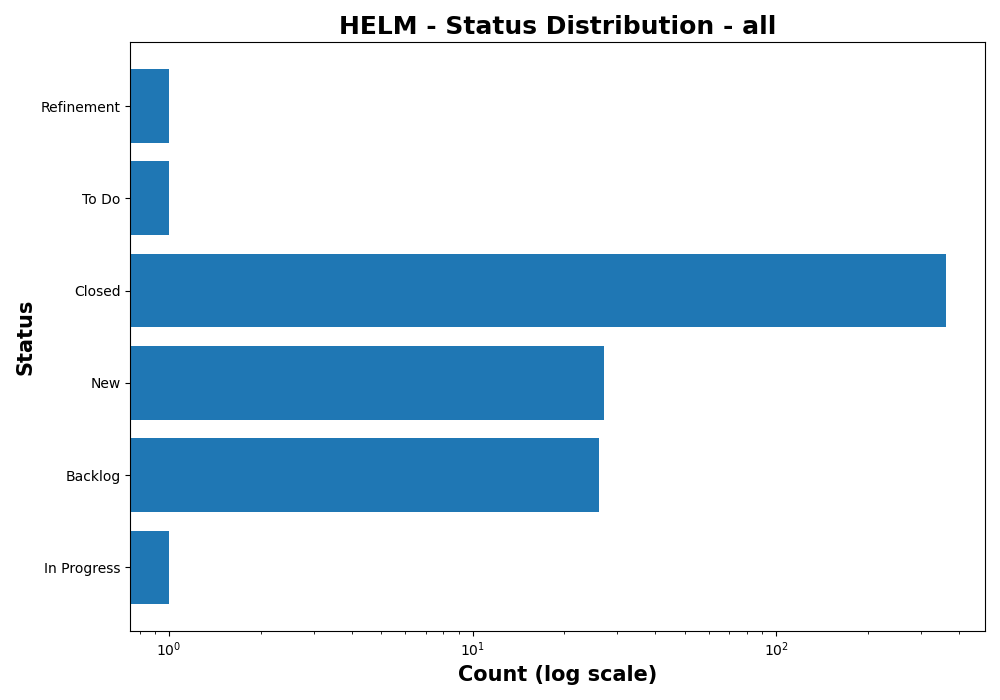 HELM - Status Distribution - all
Refinement
To Do
Closed
New
Backlog
In Progress
Status
10⁰
10¹
10²
Count (log scale)